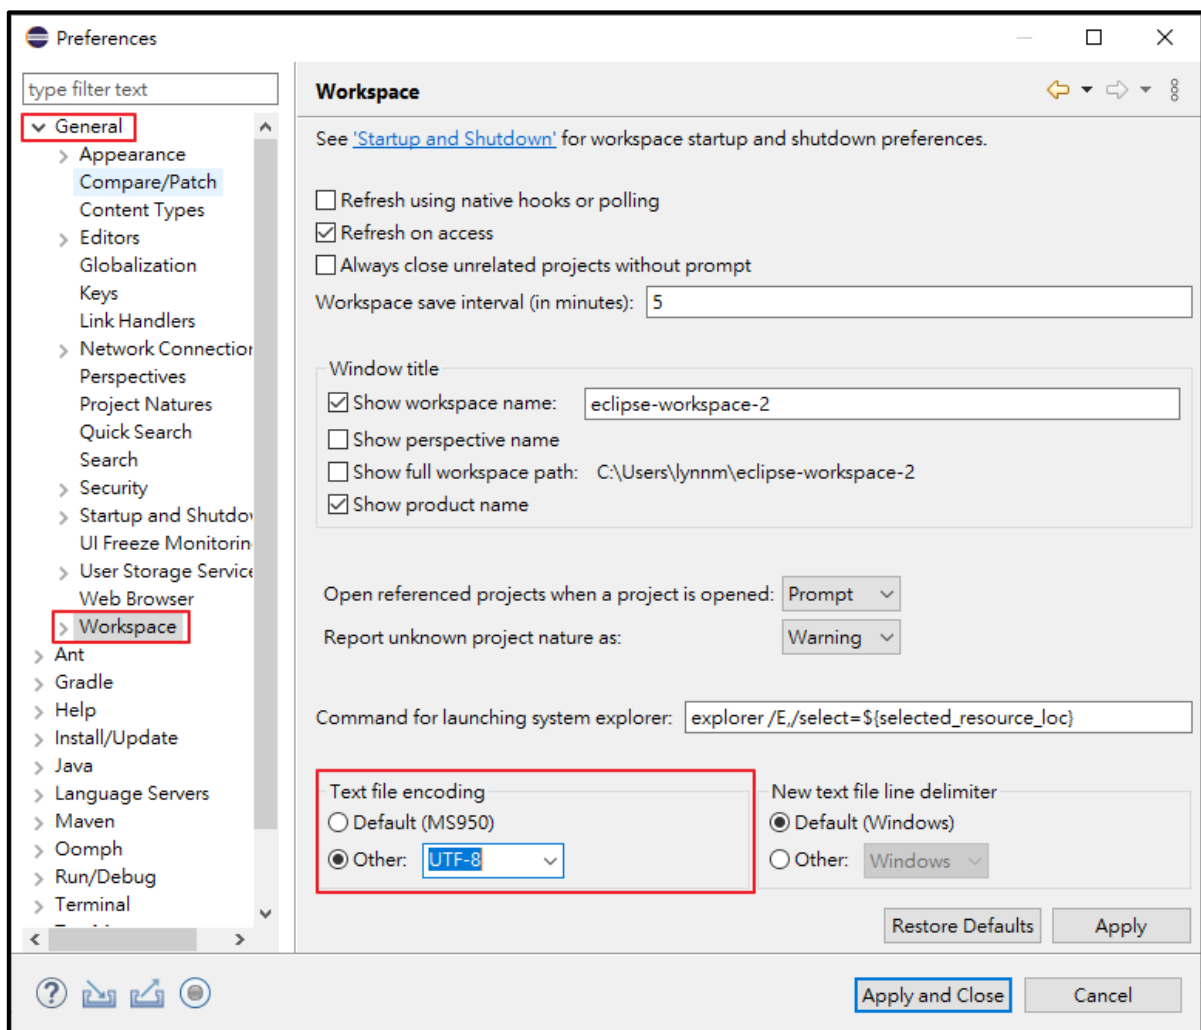 Preferences
type filter text
General
Appearance
Compare/Patch
Content Types
Editors
Globalization
Keys
Link Handlers
Network Connection
Perspectives
Project Natures
Quick Search
Search
Security
Startup and Shutdov
UI Freeze Monitorin
User Storage Service
Web Browser
Workspace
Ant
Gradle
Help
Install/Update
Java
Language Servers
Maven
Oomph
Run/Debug
Terminal
Workspace
See 'Startup and Shutdown' for workspace startup and shutdown preferences.
Refresh using native hooks or polling
Refresh on access
Always close unrelated projects without prompt
Workspace save interval (in minutes): 5
Window title
Show workspace name: eclipse-workspace-2
Show perspective name
Show full workspace path: C:\Users\lynnm\eclipse-workspace-2
Show product name
Open referenced projects when a project is opened: Prompt
Report unknown project nature as: Warning
Command for launching system explorer: explorer /E,/select=${selected_resource_loc}
Text file encoding
Default (MS950)
Other: UTF-8
New text file line delimiter
Default (Windows)
Other: Windows
Restore Defaults Apply
Apply and Close Cancel